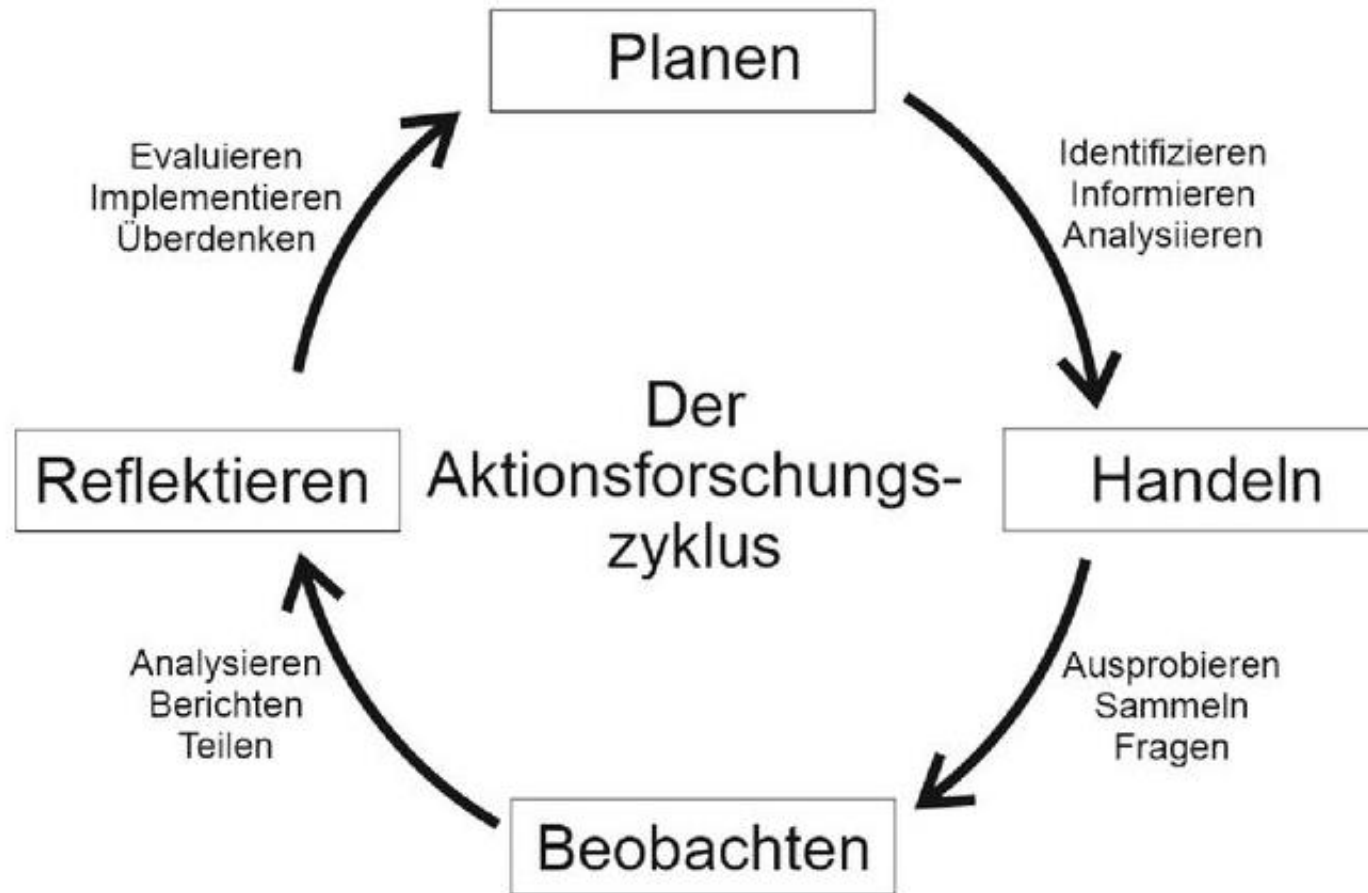 Planen
Evaluieren
Implementieren
Überdenken
Identifizieren
Informieren
Analysiieren
Der
Aktionsforschungs-
zyklus
Reflektieren
Handeln
Analysieren
Berichten
Teilen
Ausprobieren
Sammeln
Fragen
Beobachten